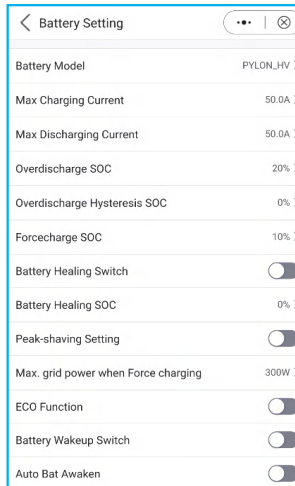 Battery Setting
Battery Model PYLON_HV
Max Charging Current 50.0A
Max Discharging Current 50.0A
Overdischarge SOC 20%
Overdischarge Hysteresis SOC 0%
Forcecharge SOC 10%
Battery Healing Switch
Battery Healing SOC 0%
Peak-shaving Setting
Max. grid power when Force charging 300W
ECO Function
Battery Wakeup Switch
Auto Bat Awaken